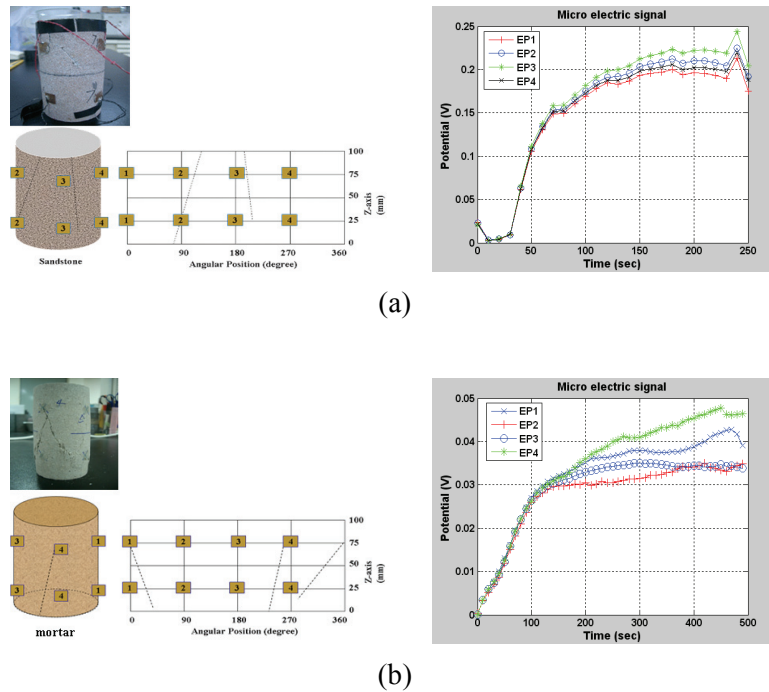 Micro electric signal
0.25
0.20
0.15
0.10
0.05
0
Potential (V)
EP1
EP2
EP3
EP4
0 50 100 150 200 250
Time (sec)
2 3 4
2 3 4
Sandstone
1 2 3 4
1 2 3 4
100
75
50
25
0
Z-axis
(mm)
0 90 180 270 360
Angular Position (degree)
(a)
Micro electric signal
0.05
0.04
0.03
0.02
0.01
0
Potential (V)
EP1
EP2
EP3
EP4
0 100 200 300 400 500
Time (sec)
3 4 1
3 4 1
mortar
1 2 3 4
1 2 3 4
100
75
50
25
0
Z-axis
(mm)
0 90 180 270 360
Angular Position (degree)
(b)